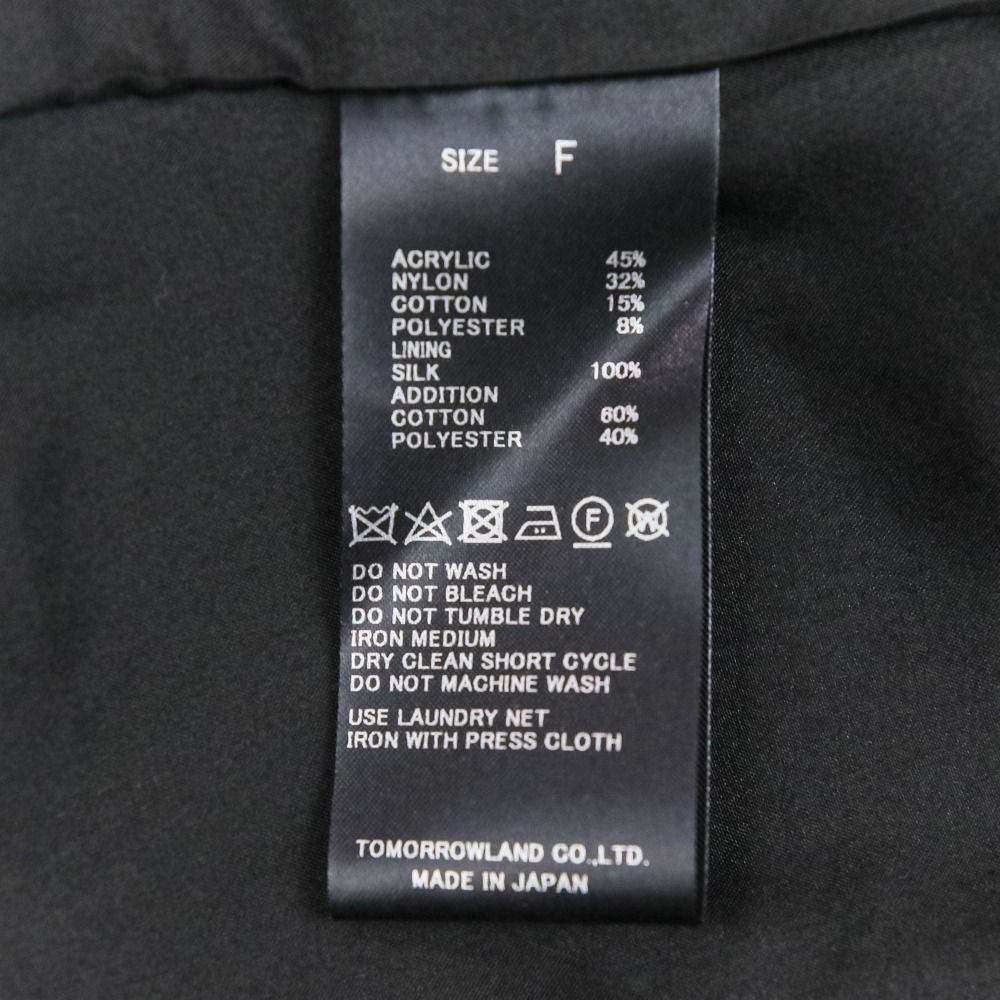 SIZE F
ACRYLIC 45%
NYLON 32%
COTTON 15%
POLYESTER 8%
LINING
SILK 100%
ADDITION
COTTON 60%
POLYESTER 40%
F W
DO NOT WASH
DO NOT BLEACH
DO NOT TUMBLE DRY
IRON MEDIUM
DRY CLEAN SHORT CYCLE
DO NOT MACHINE WASH
USE LAUNDRY NET
IRON WITH PRESS CLOTH
TOMORROWLAND CO.,LTD.
MADE IN JAPAN